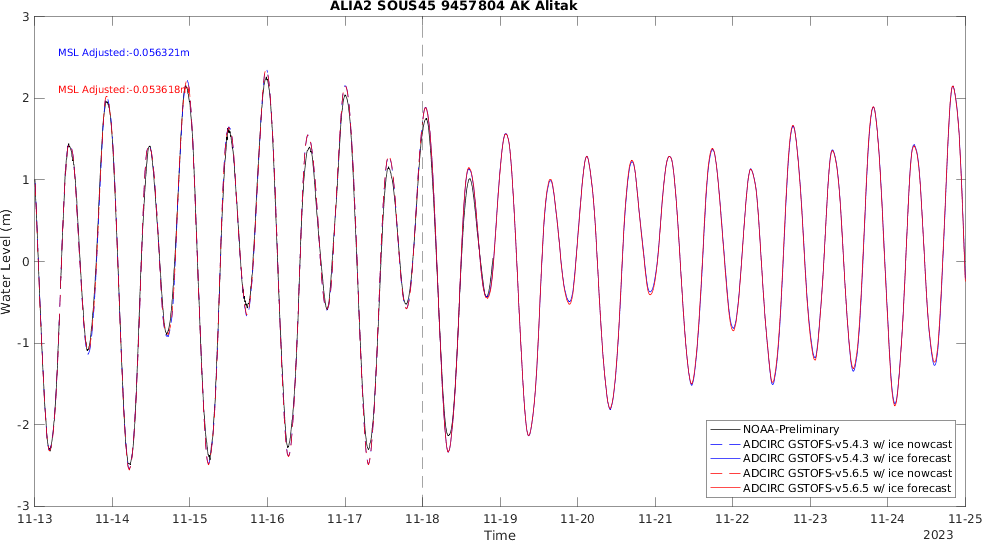 ALIA2 SOUS45 9457804 AK Alitak
3
2
1
0
-1
-2
-3
Water Level (m)
MSL Adjusted:-0.056321m
MSL Adjusted:-0.053618m
NOAA-Preliminary
ADCIRC GSTOFS-v5.4.3 w/ ice nowcast
ADCIRC GSTOFS-v5.4.3 w/ ice forecast
ADCIRC GSTOFS-v5.6.5 w/ ice nowcast
ADCIRC GSTOFS-v5.6.5 w/ ice forecast
11-13 11-14 11-15 11-16 11-17 11-18 11-19 11-20 11-21 11-22 11-23 11-24 11-25
Time
2023